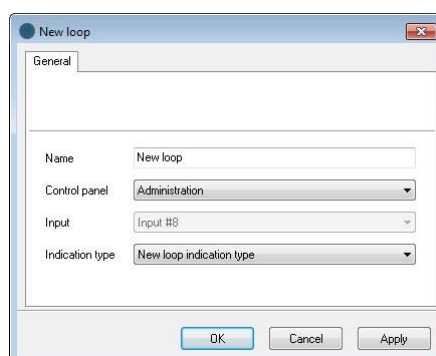 New loop
General
Name New loop
Control panel Administration
Input Input #8
Indication type New loop indication type
OK Cancel Apply